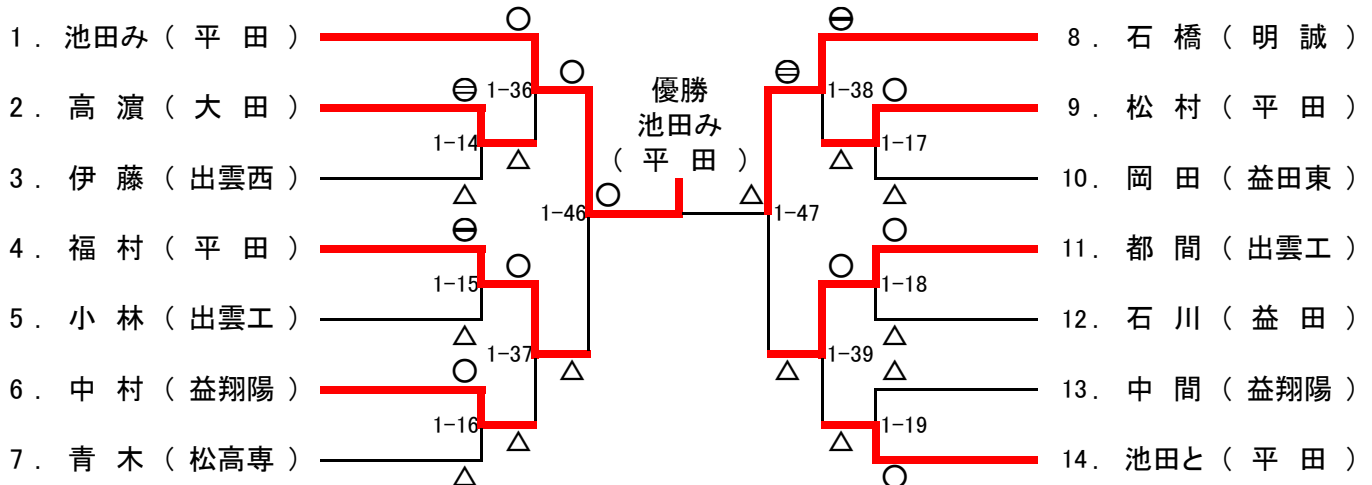 1. 池田み ( 平 田 )
2. 高 濵 ( 大 田 )
3. 伊 藤 ( 出雲西 )
4. 福 村 ( 平 田 )
5. 小 林 ( 出雲工 )
6. 中 村 ( 益翔陽 )
7. 青 木 ( 松高専 )
1-14
1-15
1-16
1-36
1-37
1-46
優勝
池田み
( 平 田 )
1-47
1-38
1-39
1-17
1-18
1-19
8. 石 橋 ( 明 誠 )
9. 松 村 ( 平 田 )
10. 岡 田 ( 益田東 )
11. 都 間 ( 出雲工 )
12. 石 川 ( 益 田 )
13. 中 間 ( 益翔陽 )
14. 池田と ( 平 田 )